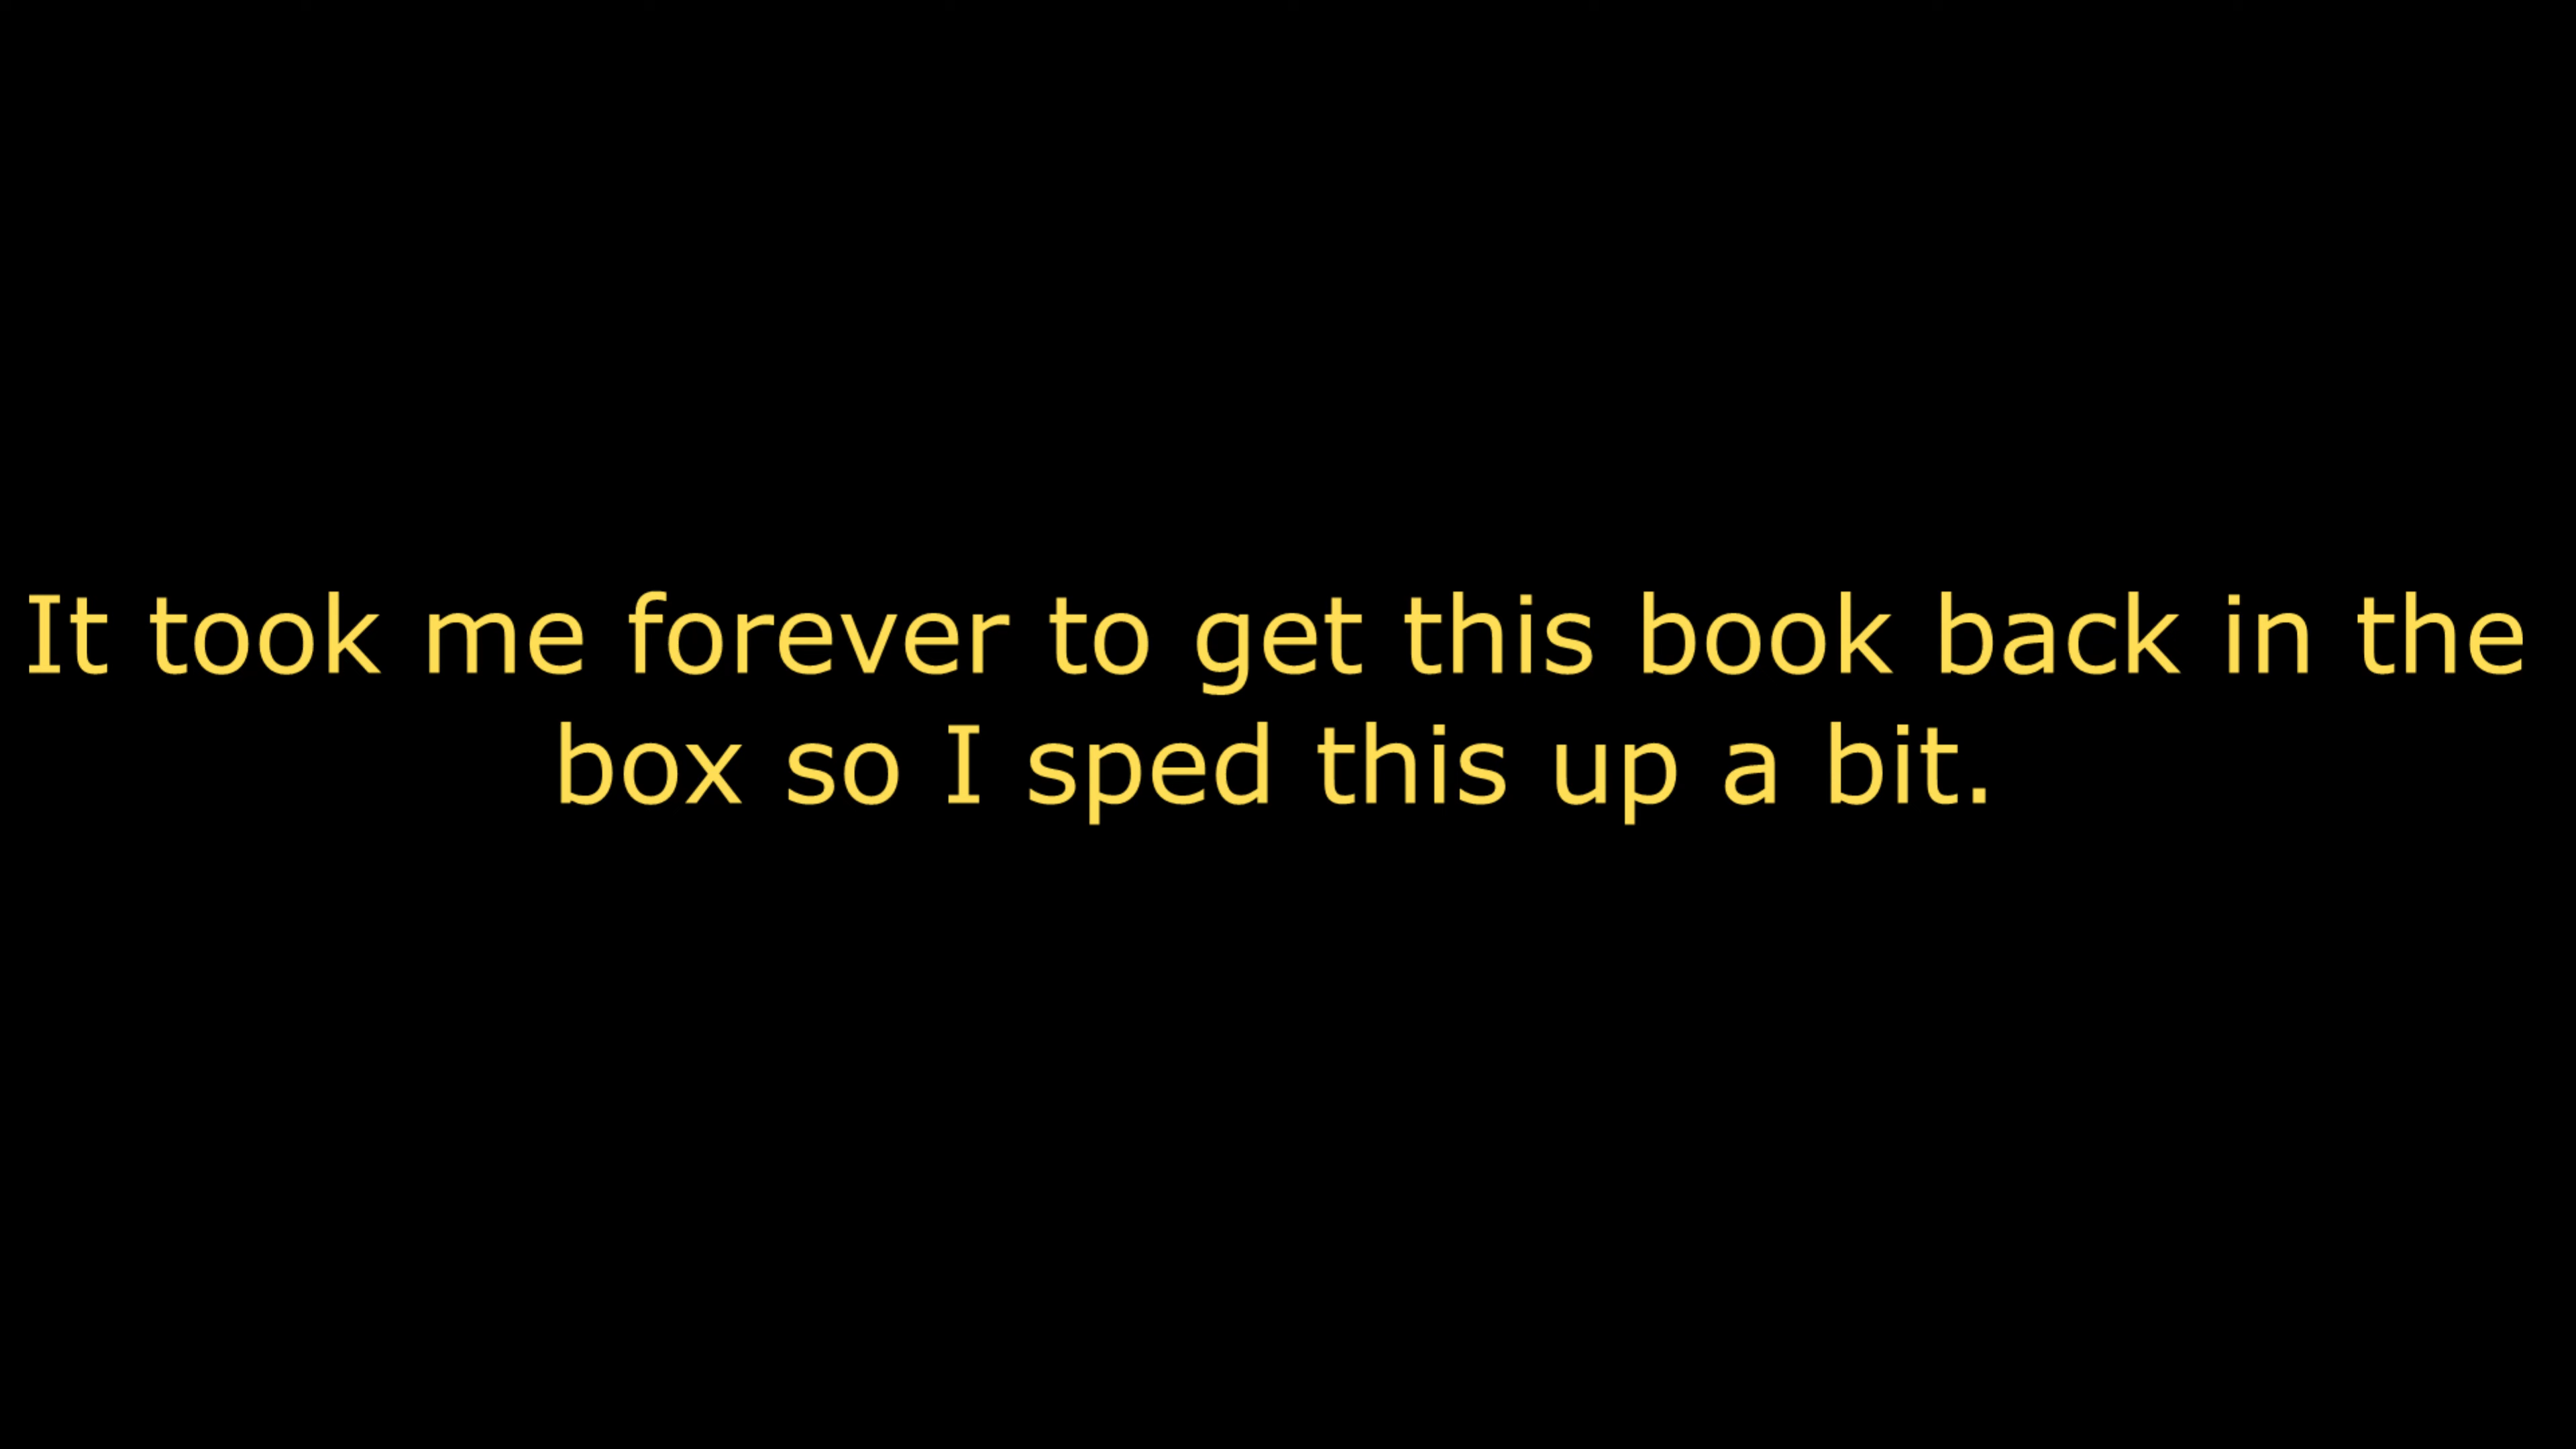 It took me forever to get this book back in the
box so I sped this up a bit.